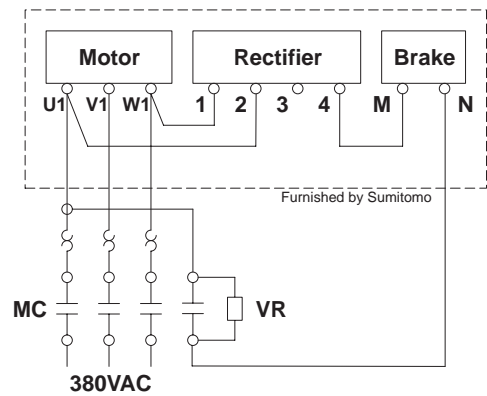 Motor Rectifier Brake
U1 V1 W1 1 2 3 4 M N
Furnished by Sumitomo
MC VR
380VAC